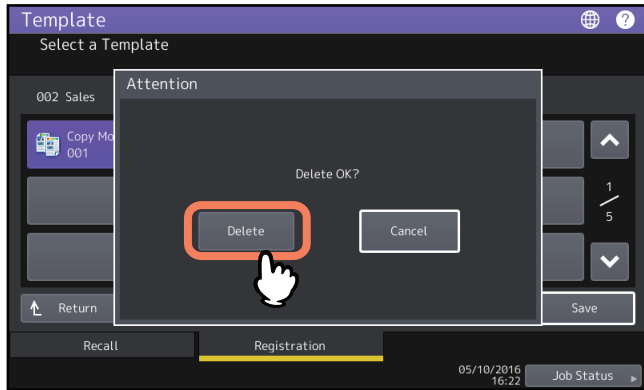 Template
?
Select a Template
002 Sales
Attention
Copy Mo
001
Delete OK?
1
5
Delete
Cancel
Return
Save
Recall
Registration
05/10/2016
16:22
Job Status